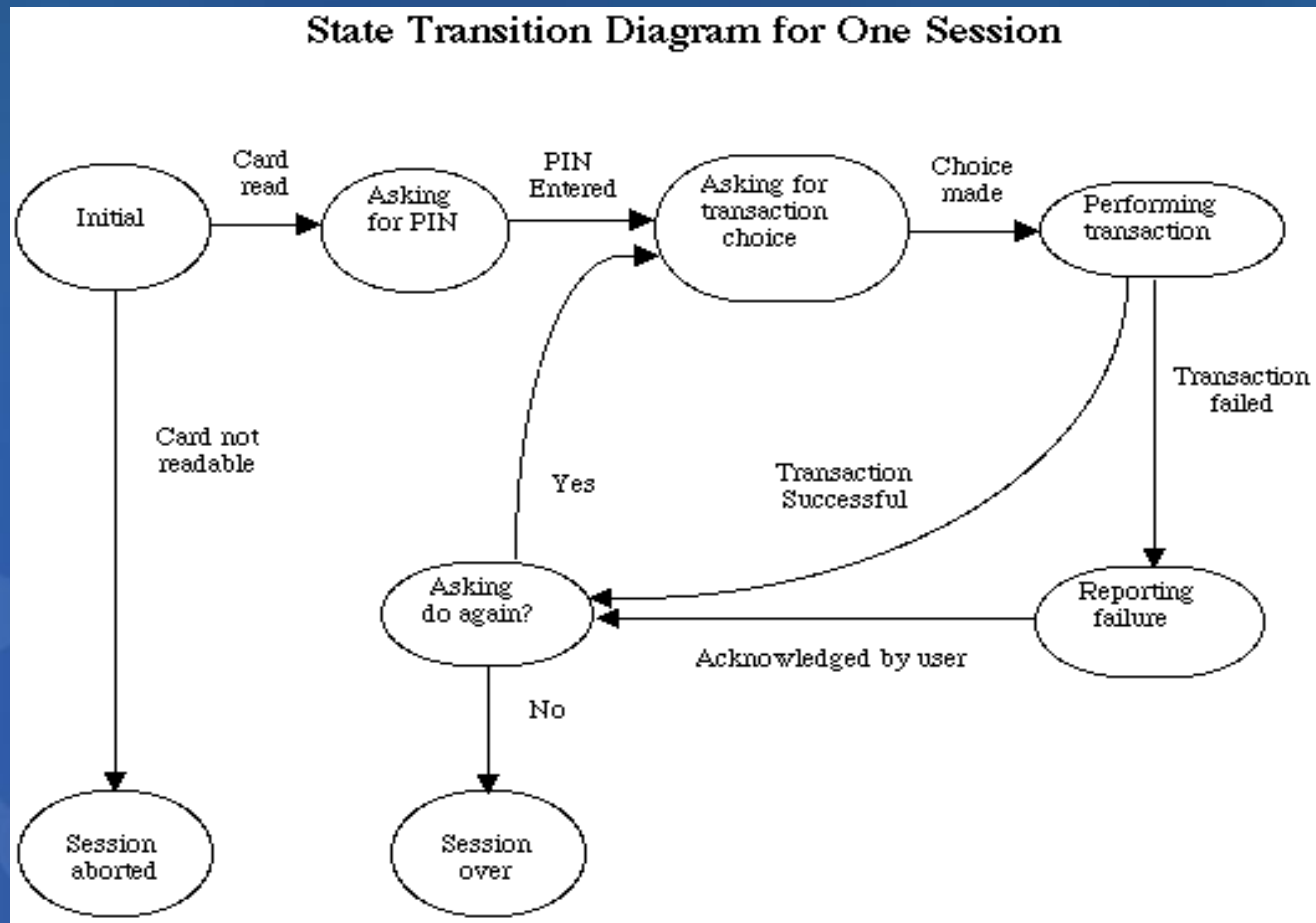 State Transition Diagram for One Session
Card
read
PIN
Entered
Choice
made
Initial
Asking
for PIN
Asking for
transaction
choice
Performing
transaction
Card not
readable
Yes
Transaction
Successful
Transaction
failed
Asking
do again?
Reporting
failure
Acknowledged by user
No
Session
aborted
Session
over